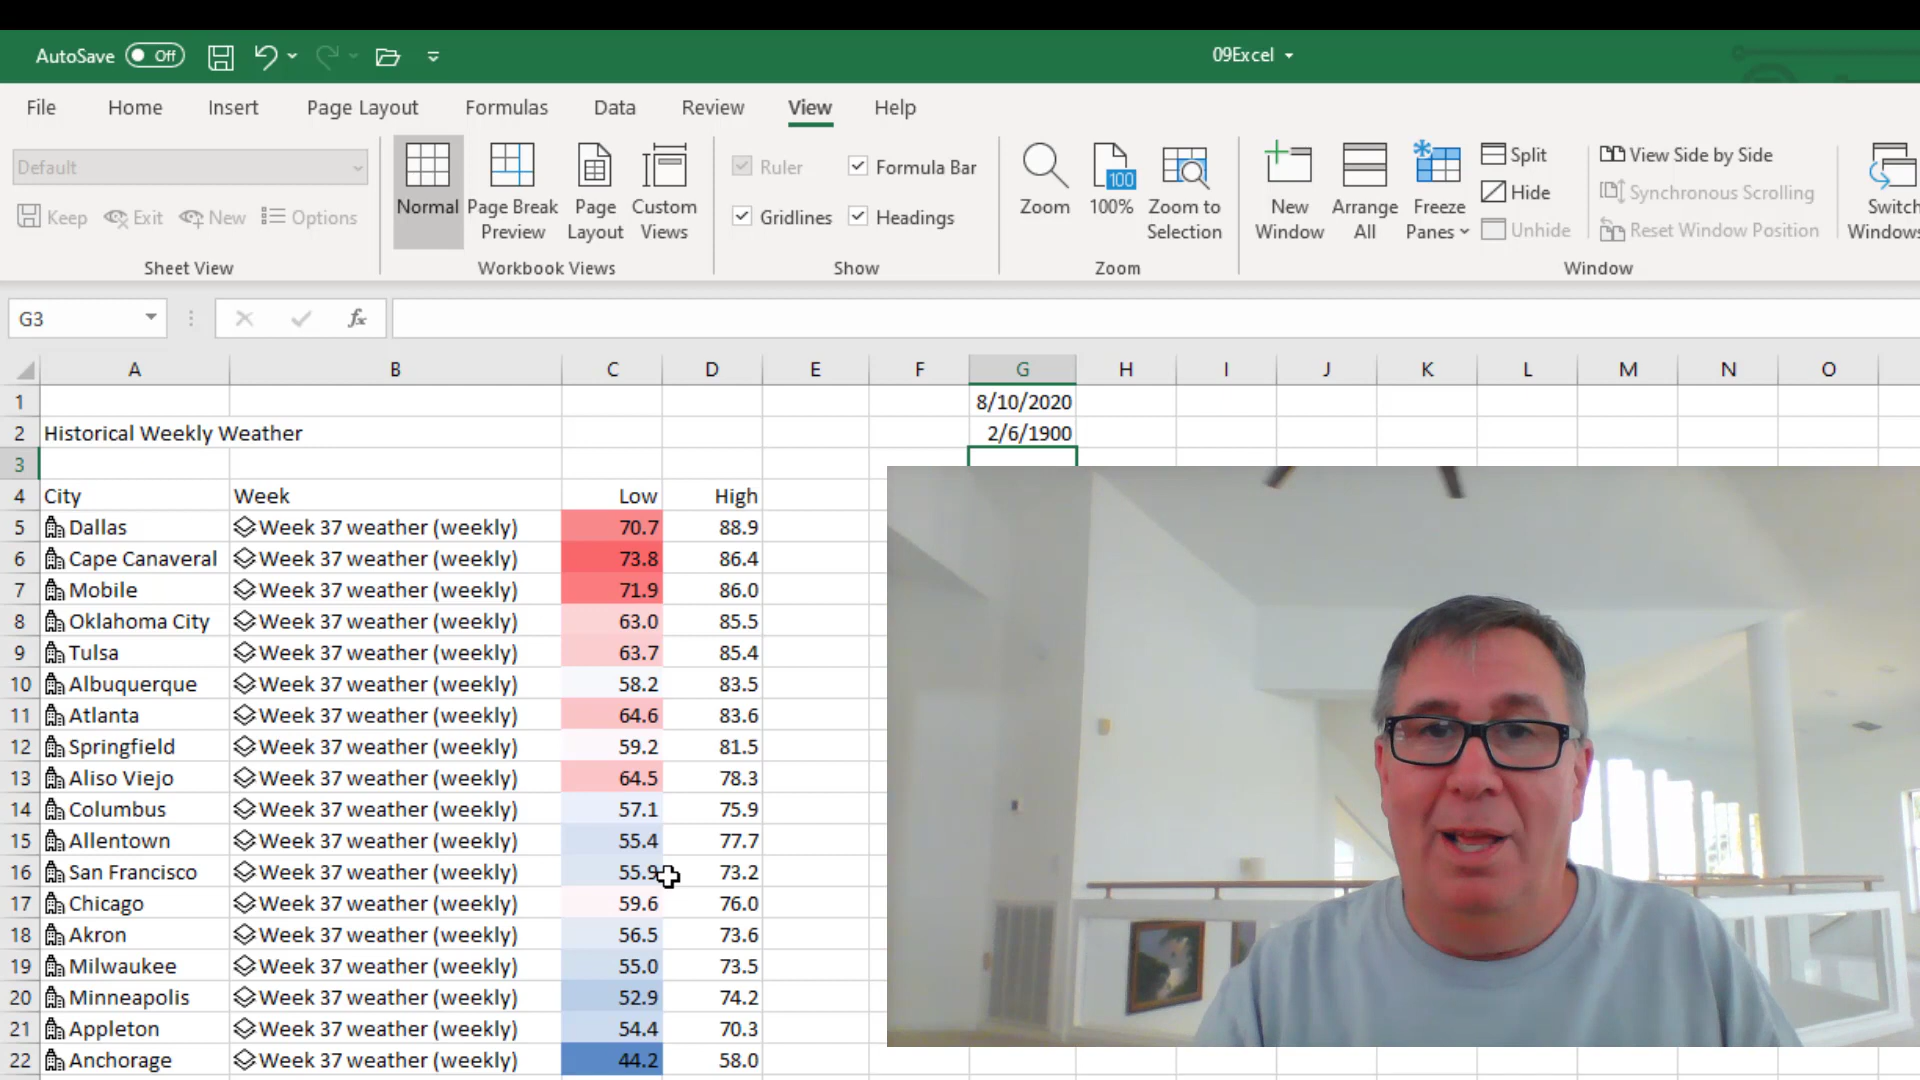 AutoSave Off 09Excel
File Home Insert Page Layout Formulas Data Review View Help
Default
Keep Exit New Options
Sheet View
Normal Page Break Preview Page Layout Custom Views
Workbook Views
Ruler Formula Bar
Gridlines Headings
Show
Zoom 100 100% Zoom to Selection
Zoom
New Window Arrange All Freeze Panes
Split
Hide
Unhide
View Side by Side
Synchronous Scrolling
Reset Window Position
Switch Windows
Window
G3 fx
A B C D E F G H I J K L M N O
1 8/10/2020
2 Historical Weekly Weather 2/6/1900
3
4 City Week Low High
5 Dallas Week 37 weather (weekly) 70.7 88.9
6 Cape Canaveral Week 37 weather (weekly) 73.8 86.4
7 Mobile Week 37 weather (weekly) 71.9 86.0
8 Oklahoma City Week 37 weather (weekly) 63.0 85.5
9 Tulsa Week 37 weather (weekly) 63.7 85.4
10 Albuquerque Week 37 weather (weekly) 58.2 83.5
11 Atlanta Week 37 weather (weekly) 64.6 83.6
12 Springfield Week 37 weather (weekly) 59.2 81.5
13 Aliso Viejo Week 37 weather (weekly) 64.5 78.3
14 Columbus Week 37 weather (weekly) 57.1 75.9
15 Allentown Week 37 weather (weekly) 55.4 77.7
16 San Francisco Week 37 weather (weekly) 55.9 73.2
17 Chicago Week 37 weather (weekly) 59.6 76.0
18 Akron Week 37 weather (weekly) 56.5 73.6
19 Milwaukee Week 37 weather (weekly) 55.0 73.5
20 Minneapolis Week 37 weather (weekly) 52.9 74.2
21 Appleton Week 37 weather (weekly) 54.4 70.3
22 Anchorage Week 37 weather (weekly) 44.2 58.0